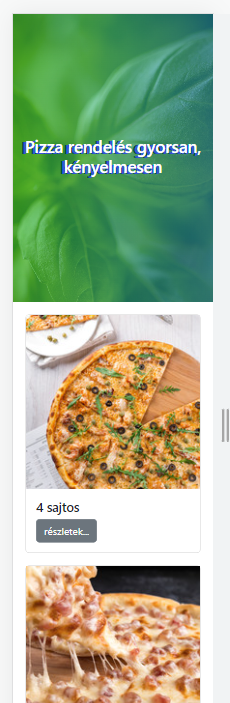 Pizza rendelés gyorsan,
kényelmesen
4 sajtos
részletek...